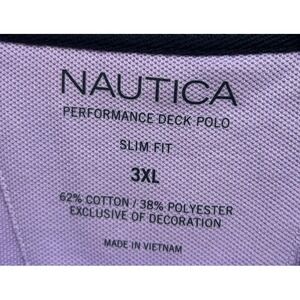 NAUTICA
PERFORMANCE DECK POLO
SLIM FIT
3XL
62% COTTON / 38% POLYESTER
EXCLUSIVE OF DECORATION
MADE IN VIETNAM